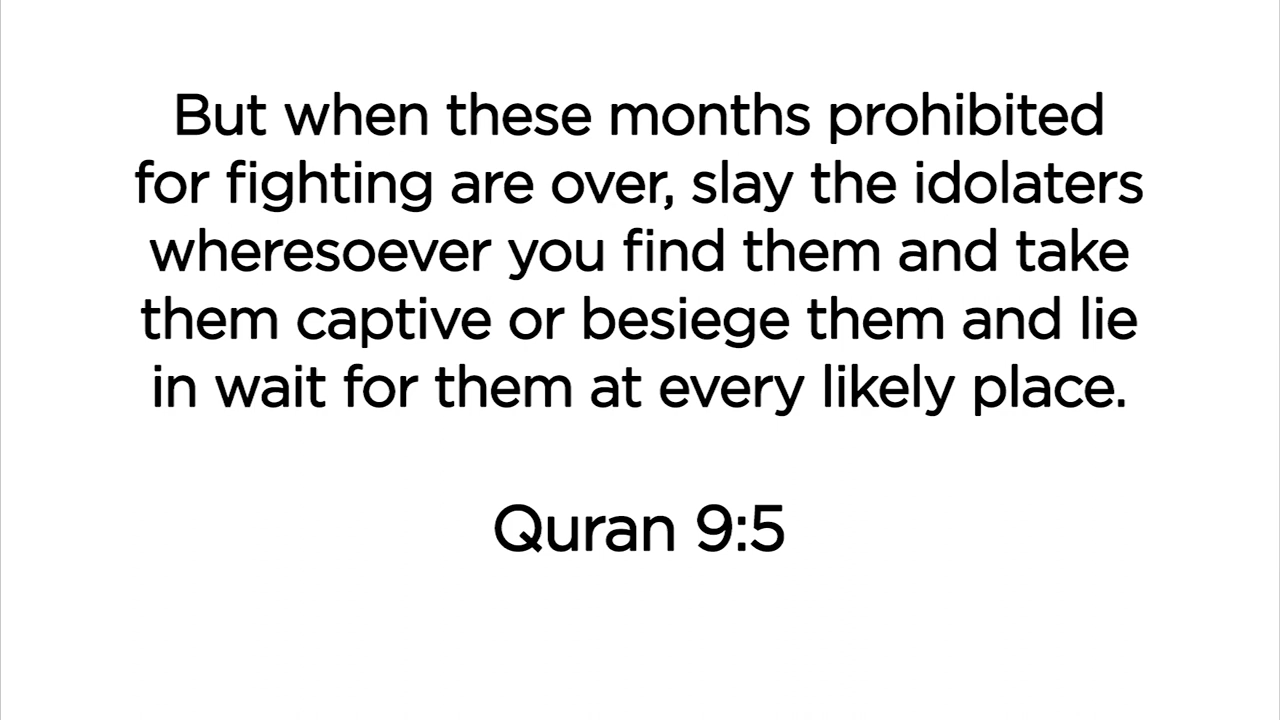 But when these months prohibited
for fighting are over, slay the idolaters
wheresoever you find them and take
them captive or besiege them and lie
in wait for them at every likely place.
Quran 9:5